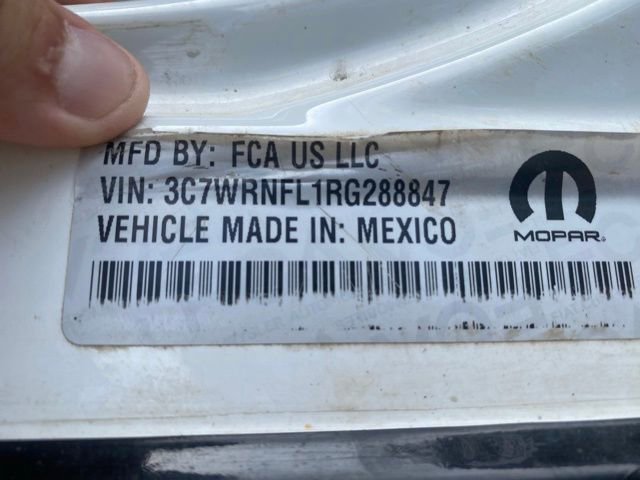 MFD BY: FCA US LLC
VIN: 3C7WRNFL1RG288847
VEHICLE MADE IN: MEXICO
MOPAR®